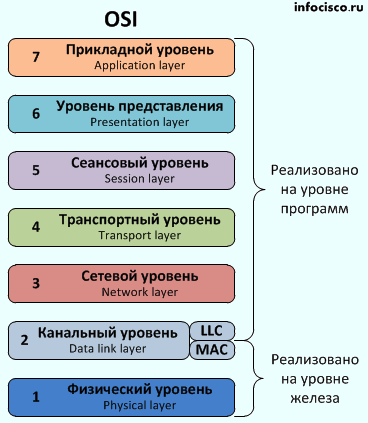 infocisco.ru
OSI
7 Прикладной уровень
Application layer
6 Уровень представления
Presentation layer
5 Сеансовый уровень
Session layer
4 Транспортный уровень
Transport layer
3 Сетевой уровень
Network layer
2 Канальный уровень
Data link layer
LLC
MAC
1 Физический уровень
Physical layer
Реализовано
на уровне
программ
Реализовано
на уровне
железа